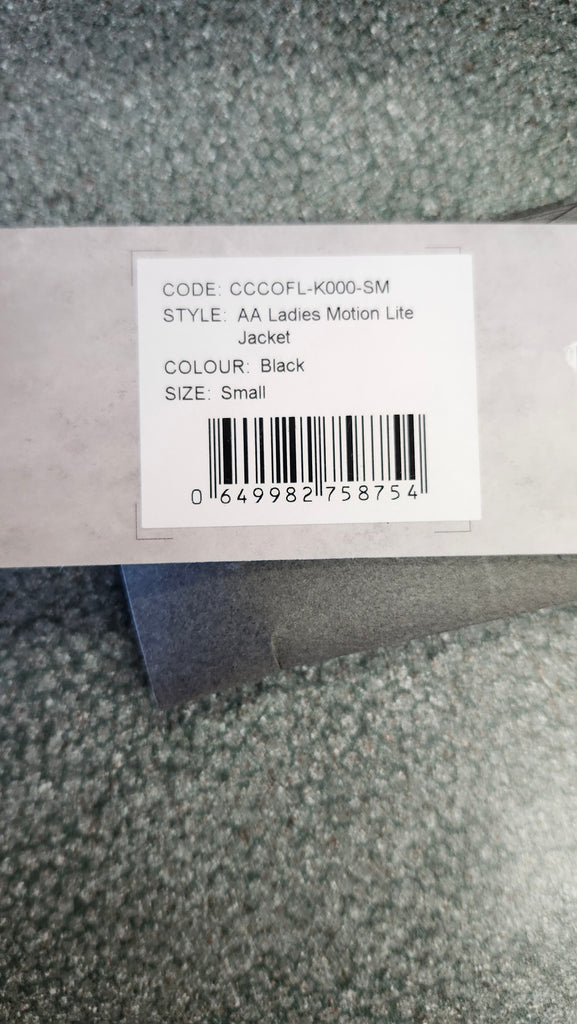 CODE: CCCOFL-K000-SM
STYLE: AA Ladies Motion Lite
Jacket
COLOUR: Black
SIZE: Small
0 649982 758754